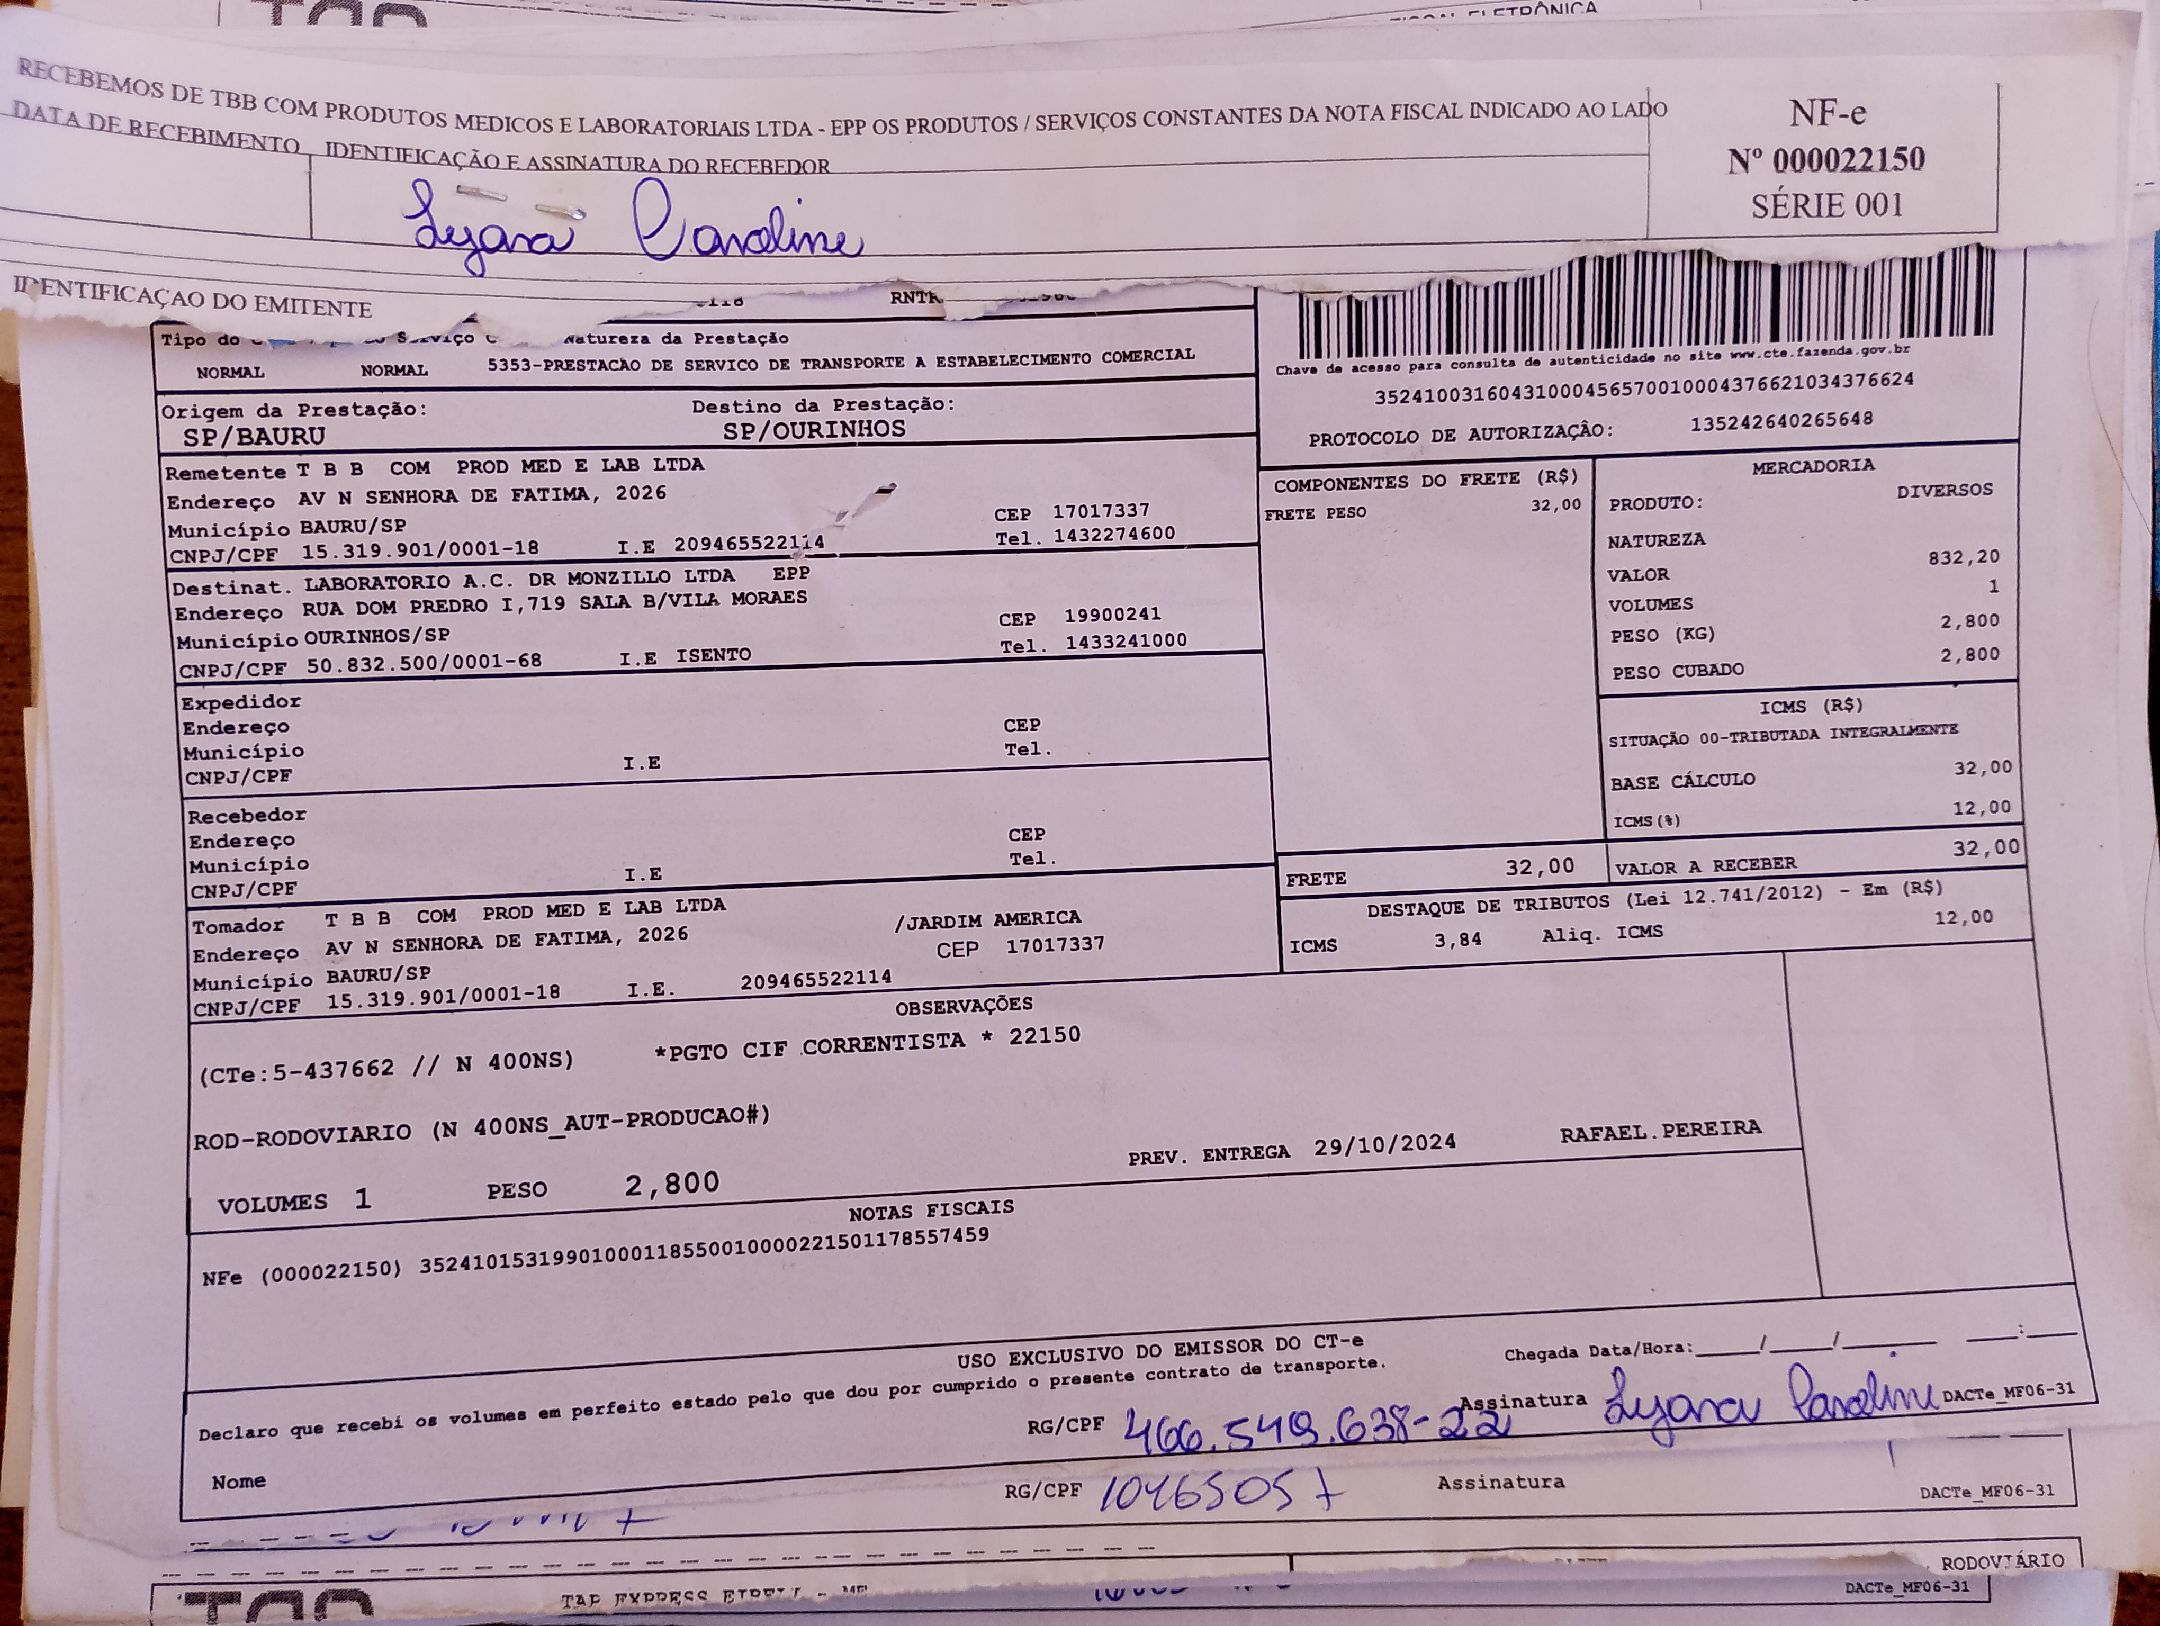 FISCAL ELETRÔNICA
RECEBEMOS DE TBB COM PRODUTOS MEDICOS E LABORATORIAIS LTDA - EPP OS PRODUTOS / SERVIÇOS CONSTANTES DA NOTA FISCAL INDICADO AO LADO
DATA DE RECEBIMENTO IDENTIFICAÇÃO E ASSINATURA DO RECEBEDOR
Lyara Caroline
NF-e
Nº 000022150
SÉRIE 001
IDENTIFICAÇAO DO EMITENTE
Tipo do Serviço Natureza da Prestação
NORMAL NORMAL 5353-PRESTACAO DE SERVICO DE TRANSPORTE A ESTABELECIMENTO COMERCIAL
Origem da Prestação: Destino da Prestação:
SP/BAURU SP/OURINHOS
Chave de acesso para consulta de autenticidade no site www.cte.fazenda.gov.br
35241003160431000456570010004376621034376624
PROTOCOLO DE AUTORIZAÇÂO: 135242640265648
Remetente T B B COM PROD MED E LAB LTDA
Endereço AV N SENHORA DE FATIMA, 2026
Município BAURU/SP CEP 17017337
CNPJ/CPF 15.319.901/0001-18 I.E 209465522114 Tel. 1432274600
Destinat. LABORATORIO A.C. DR MONZILLO LTDA EPP
Endereço RUA DOM PREDRO I,719 SALA B/VILA MORAES
Município OURINHOS/SP CEP 19900241
CNPJ/CPF 50.832.500/0001-68 I.E ISENTO Tel. 1433241000
Expedidor
Endereço CEP
Município Tel.
CNPJ/CPF I.E
Recebedor
Endereço CEP
Município Tel.
CNPJ/CPF I.E
Tomador T B B COM PROD MED E LAB LTDA
Endereço AV N SENHORA DE FATIMA, 2026 /JARDIM AMERICA
Município BAURU/SP CEP 17017337
CNPJ/CPF 15.319.901/0001-18 I.E. 209465522114
COMPONENTES DO FRETE (R$)
FRETE PESO 32,00
MERCADORIA
PRODUTO: DIVERSOS
NATUREZA
VALOR 832,20
VOLUMES 1
PESO (KG) 2,800
PESO CUBADO 2,800
ICMS (R$)
SITUAÇÃO 00-TRIBUTADA INTEGRALMENTE
BASE CÁLCULO 32,00
ICMS(%) 12,00
FRETE 32,00 VALOR A RECEBER 32,00
DESTAQUE DE TRIBUTOS (Lei 12.741/2012) - Em (R$)
ICMS 3,84 Aliq. ICMS 12,00
OBSERVAÇÕES
(CTe:5-437662 // N 400NS) *PGTO CIF CORRENTISTA * 22150
ROD-RODOVIARIO (N 400NS_AUT-PRODUCAO#)
PREV. ENTREGA 29/10/2024 RAFAEL.PEREIRA
VOLUMES 1 PESO 2,800
NOTAS FISCAIS
NFe (000022150) 35241015319901000118550010000221501178557459
USO EXCLUSIVO DO EMISSOR DO CT-e
Chegada Data/Hora:_____/_____/_______ ____:____
Declaro que recebi os volumes em perfeito estado pelo que dou por cumprido o presente contrato de transporte.
Nome RG/CPF 466.549.638-22 Assinatura Lyara Caroline DACTe_MF06-31
RG/CPF 10465057 Assinatura DACTe_MF06-31
RODOVIÁRIO
TAP EXPRESS EIRELI - ME
DACTe_MF06-31